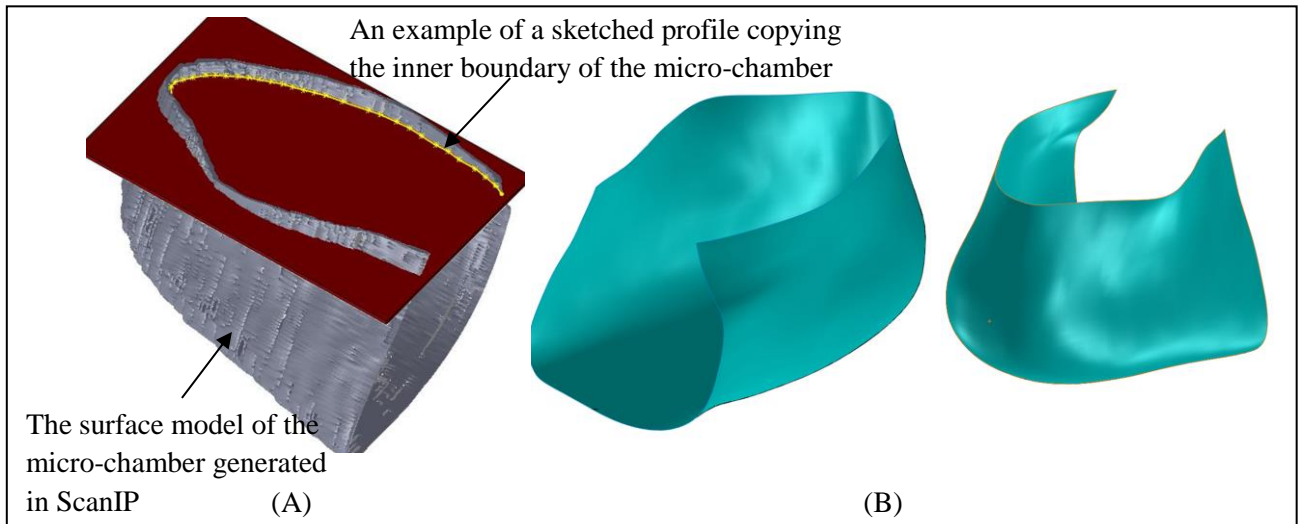 An example of a sketched profile copying
the inner boundary of the micro-chamber
The surface model of the
micro-chamber generated
in ScanIP
(A)
(B)